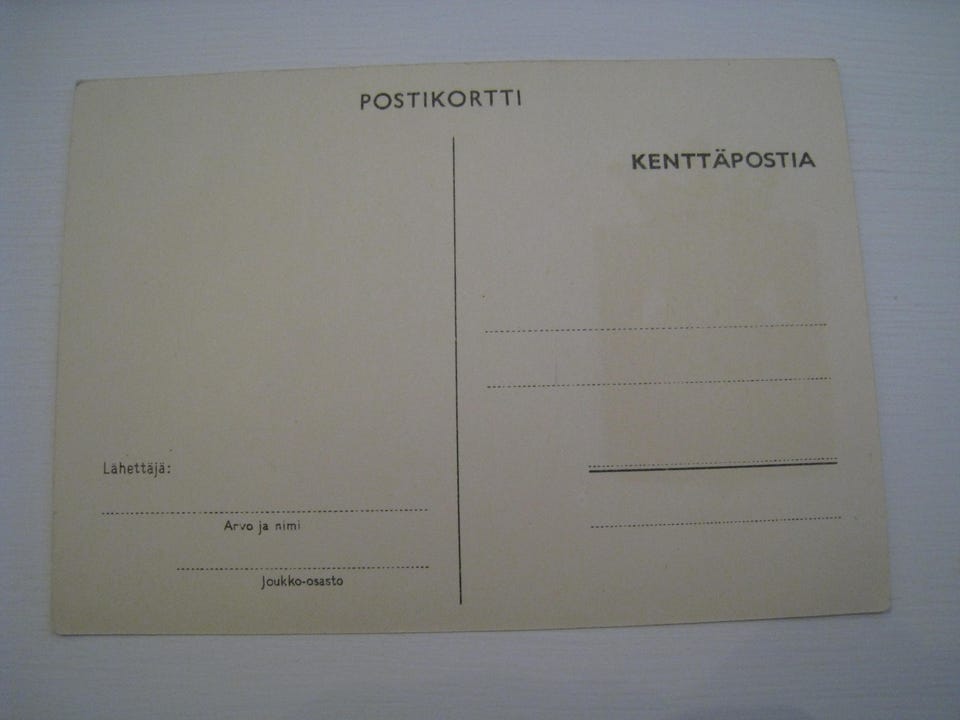 POSTIKORTTI
KENTTÄPOSTIA
Lähettäjä:
Arvo ja nimi
Joukko-osasto